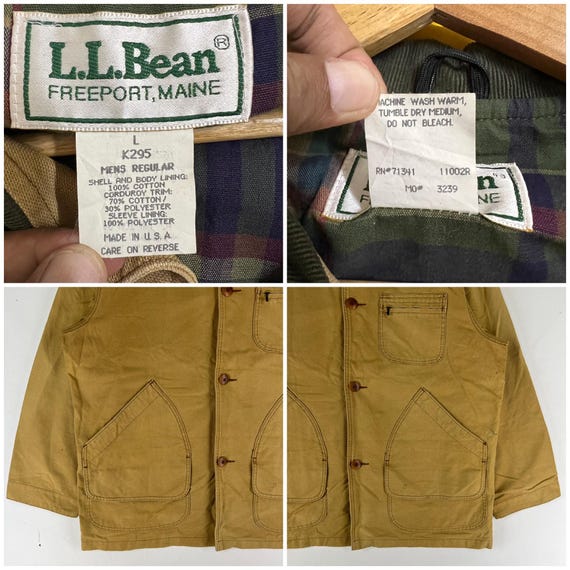 L.L.Bean®
FREEPORT, MAINE
L
K295
MENS REGULAR
SHELL AND BODY LINING:
100% COTTON
CORDUROY TRIM:
70% COTTON/
30% POLYESTER
SLEEVE LINING:
100% POLYESTER
MADE IN U.S.A
CARE ON REVERSE
MACHINE WASH WARM,
TUMBLE DRY MEDIUM,
DO NOT BLEACH.
RN#71341 11002R
MO# 3239